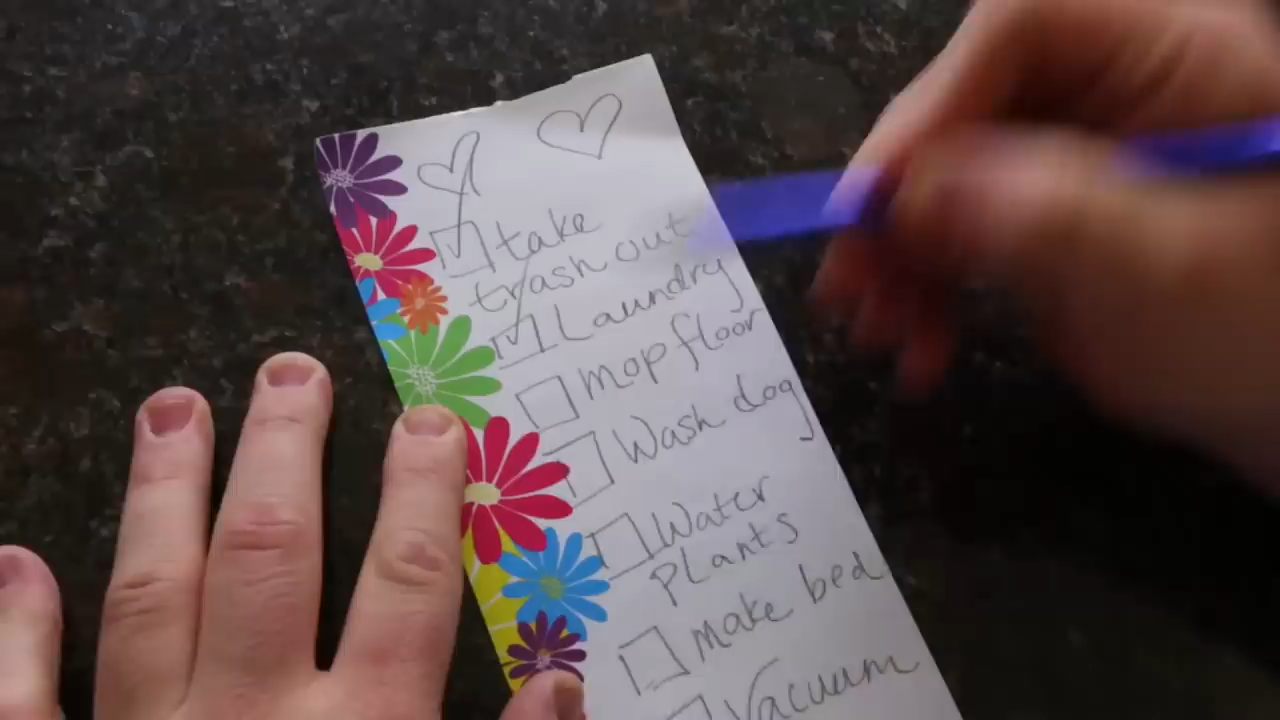 take
trash out
Laundry
mop floor
Wash dog
Water
PLants
make bed
Vacuum